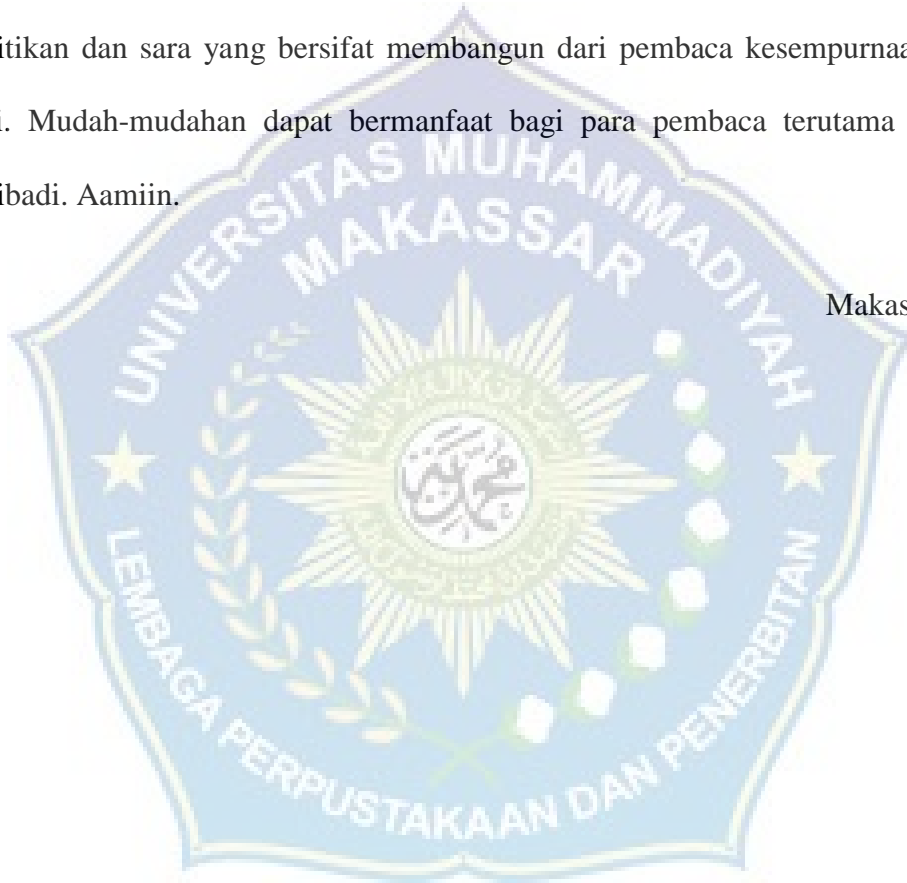 itikan dan sara yang bersifat membangun dari pembaca kesempurnaa
i. Mudah-mudahan dapat bermanfaat bagi para pembaca terutama
ibadi. Aamiin.
Makas
UNIVERSITAS MUHAMMADIYAH
MAKASSAR
LEMBAGA PERPUSTAKAAN DAN PENERBITAN